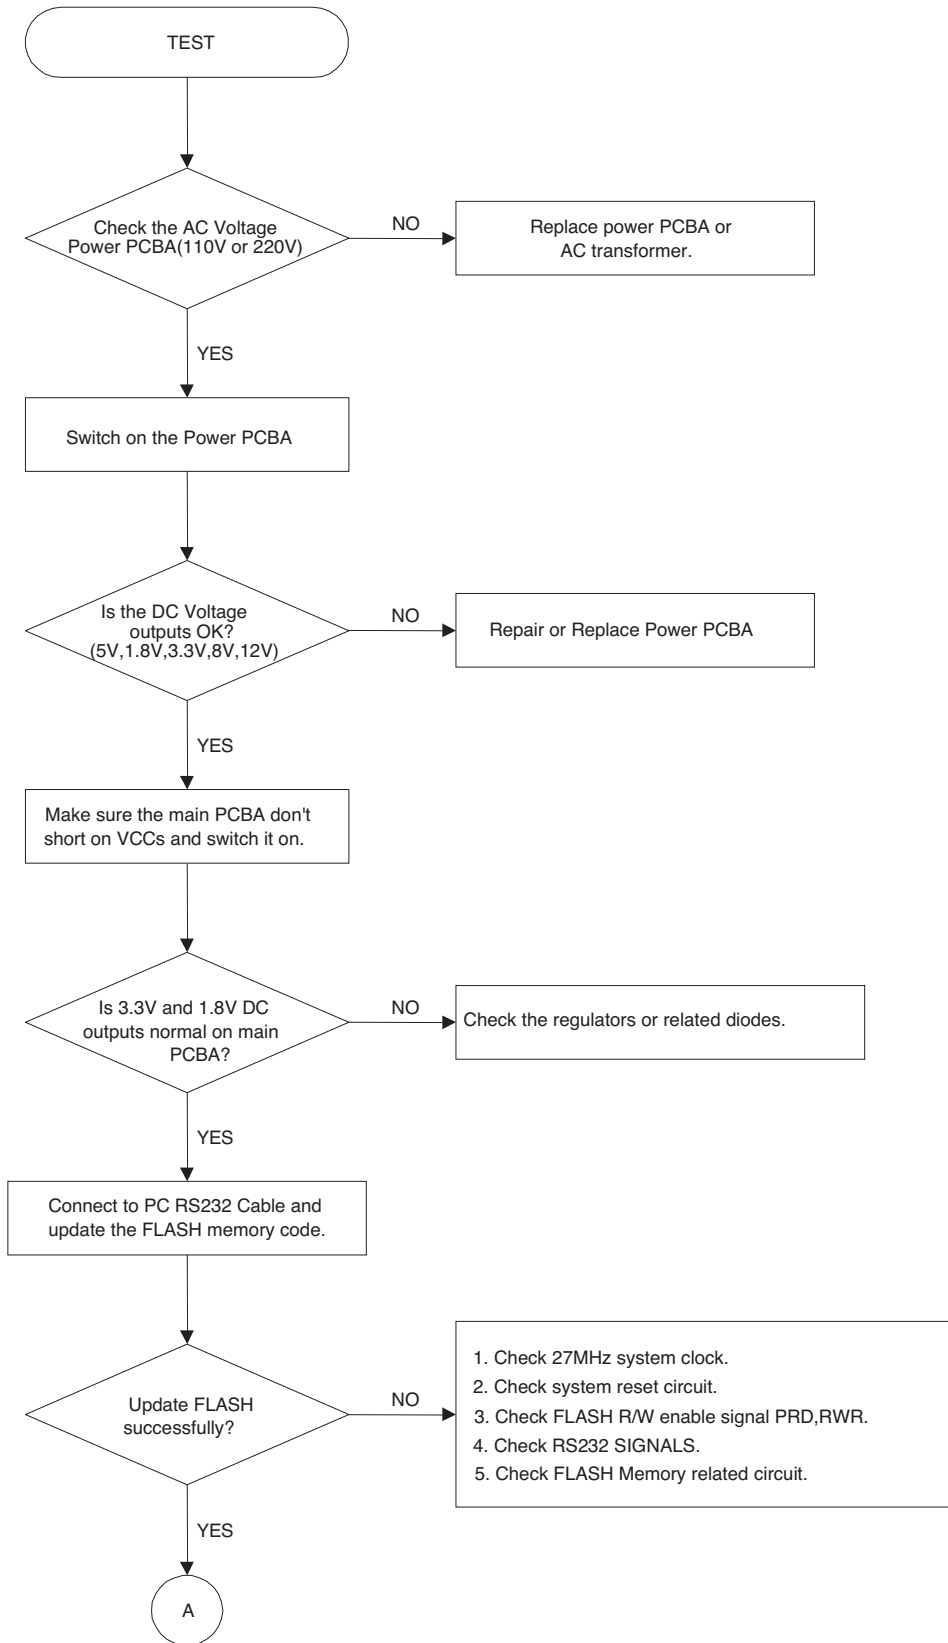 TEST
Check the AC Voltage
Power PCBA(110V or 220V)
NO
Replace power PCBA or
AC transformer.
YES
Switch on the Power PCBA
Is the DC Voltage
outputs OK?
(5V,1.8V,3.3V,8V,12V)
NO
Repair or Replace Power PCBA
YES
Make sure the main PCBA don't
short on VCCs and switch it on.
Is 3.3V and 1.8V DC
outputs normal on main
PCBA?
NO
Check the regulators or related diodes.
YES
Connect to PC RS232 Cable and
update the FLASH memory code.
Update FLASH
successfully?
NO
1. Check 27MHz system clock.
2. Check system reset circuit.
3. Check FLASH R/W enable signal PRD,RWR.
4. Check RS232 SIGNALS.
5. Check FLASH Memory related circuit.
YES
A